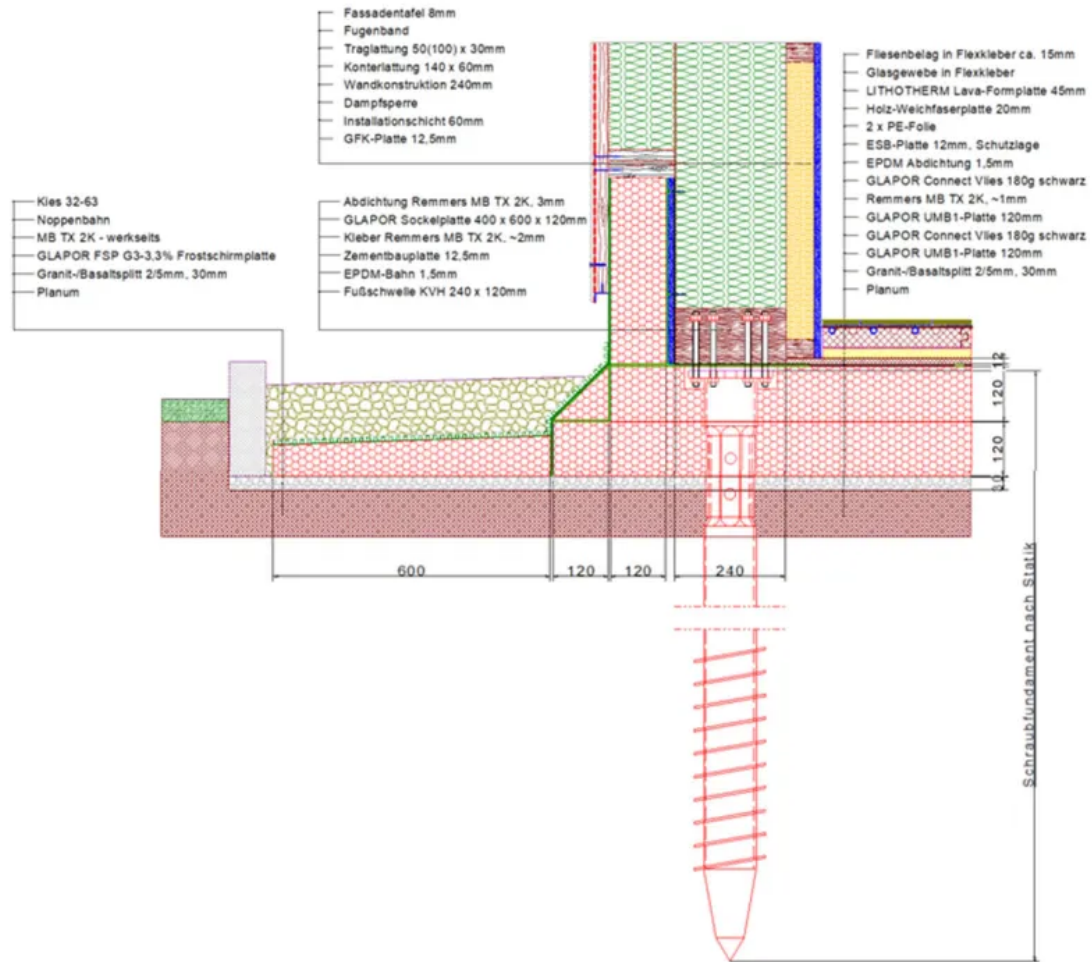 Fassadentafel 8mm
Fugenband
Traglattung 50(100) x 30mm
Konterlattung 140 x 60mm
Wandkonstruktion 240mm
Dampfsperre
Installationschicht 60mm
GFK-Platte 12,5mm
Fliesenbelag in Flexkleber ca. 15mm
Glasgewebe in Flexkleber
LITHOTHERM Lava-Formplatte 45mm
Holz-Weichfaserplatte 20mm
2 x PE-Folie
ESB-Platte 12mm, Schutzlage
EPDM Abdichtung 1,5mm
GLAPOR Connect Vlies 180g schwarz
Remmers MB TX 2K, ~1mm
GLAPOR UMB1-Platte 120mm
GLAPOR Connect Vlies 180g schwarz
GLAPOR UMB1-Platte 120mm
Granit-/Basaltsplitt 2/5mm, 30mm
Planum
Kies 32-63
Noppenbahn
MB TX 2K - werkseits
GLAPOR FSP G3-3,3% Frostschirmplatte
Granit-/Basaltsplitt 2/5mm, 30mm
Planum
Abdichtung Remmers MB TX 2K, 3mm
GLAPOR Sockelplatte 400 x 600 x 120mm
Kleber Remmers MB TX 2K, ~2mm
Zementbauplatte 12,5mm
EPDM-Bahn 1,5mm
Fußschwelle KVH 240 x 120mm
12
120
120
30
600
120
120
240
Schraubfundament nach Statik